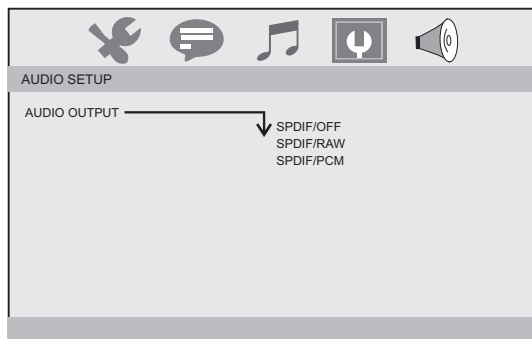 AUDIO SETUP
AUDIO OUTPUT
SPDIF/OFF
SPDIF/RAW
SPDIF/PCM